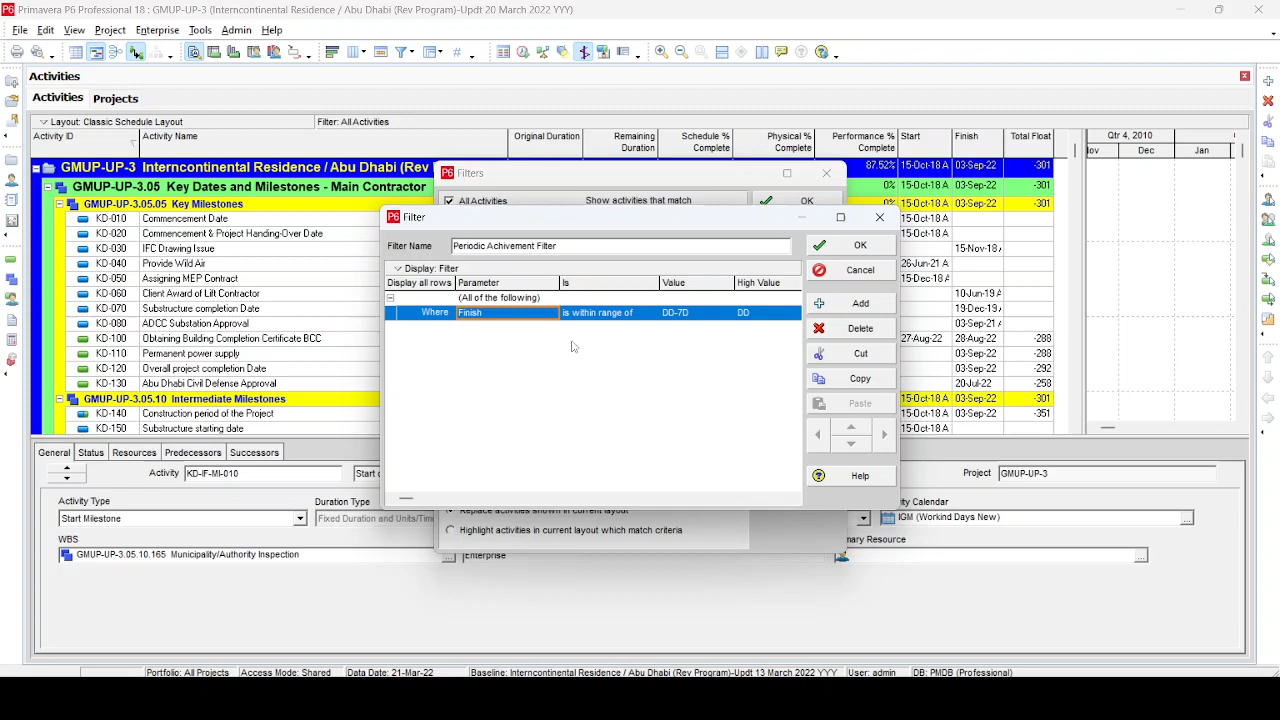 Primavera P6 Professional 18 : GMUP-UP-3 (Interncontinental Residence / Abu Dhabi (Rev Program)-Updt 20 March 2022 YYY)
File Edit View Project Enterprise Tools Admin Help
Activities
Activities Projects
Layout: Classic Schedule Layout Filter: All Activities
Activity ID Activity Name Original Duration Remaining Duration Schedule % Complete Physical % Complete Performance % Complete Start Finish Total Float Qtr 4, 2010
Dec Jan
GMUP-UP-3 Interncontinental Residence / Abu Dhabi (Rev 87.52% 15-Oct-18 A 03-Sep-22 -301
GMUP-UP-3.05 Key Dates and Milestones - Main Contractor 0% 15-Oct-18 A 03-Sep-22 -301
GMUP-UP-3.05.05 Key Milestones 0% 15-Oct-18 A 03-Sep-22 -301
KD-010 Commencement Date 15-Oct-18 A
KD-020 Commencement & Project Handing-Over Date 15-Oct-18 A
KD-030 IFC Drawing Issue 15-Nov-18
KD-040 Provide Wild Air 26-Jun-21 A
KD-050 Assigning MEP Contract 15-Dec-18 A
KD-060 Client Award of Lift Contractor 10-Jun-19 A
KD-070 Substructure completion Date 19-Dec-19
KD-080 ADCC Substation Approval 03-Sep-21
KD-100 Obtaining Building Completion Certificate BCC 27-Aug-22 28-Aug-22 -288
KD-110 Permanent power supply 03-Sep-22 -288
KD-120 Overall project completion Date 03-Sep-22 -292
KD-130 Abu Dhabi Civil Defense Approval 20Jul-22 -258
GMUP-UP-3.05.10 Intermediate Milestones 0% 15-Oct-18 A 03-Sep-22 -301
KD-140 Construction period of the Project 15-Oct-18 A 03-Sep-22 -351
KD-150 Substructure starting date 15-Oct-18 A
Filters
All Activities Show activities that match OK
Filter
Filter Name Periodic Achivement Filter OK
Display: Filter Cancel
Display all rows Parameter Is Value High Value
(All of the following) Add
Where Finish is within range of DD-7D DD
Delete
Cut
Copy
Paste
Help
Replace activities shown in current layout
Highlight activities in current layout which match criteria
General Status Resources Predecessors Successors
Activity KD-IF-MI-010 Project GMUP-UP-3
Activity Type Duration Type
Start Milestone Fixed Duration and Units/Tim IGM (Workind Days New)
WBS
GMUP-UP-3.05.10.165 Municipality/Authority Inspection Enterprise
Portfolio: All Projects Access Mode: Shared Data Date: 21-Mar-22 Baseline: Interncontinental Residence / Abu Dhabi (Rev Program)-Updt 13 March 2022 YYY) User: admin DB: PMDB (Professional)